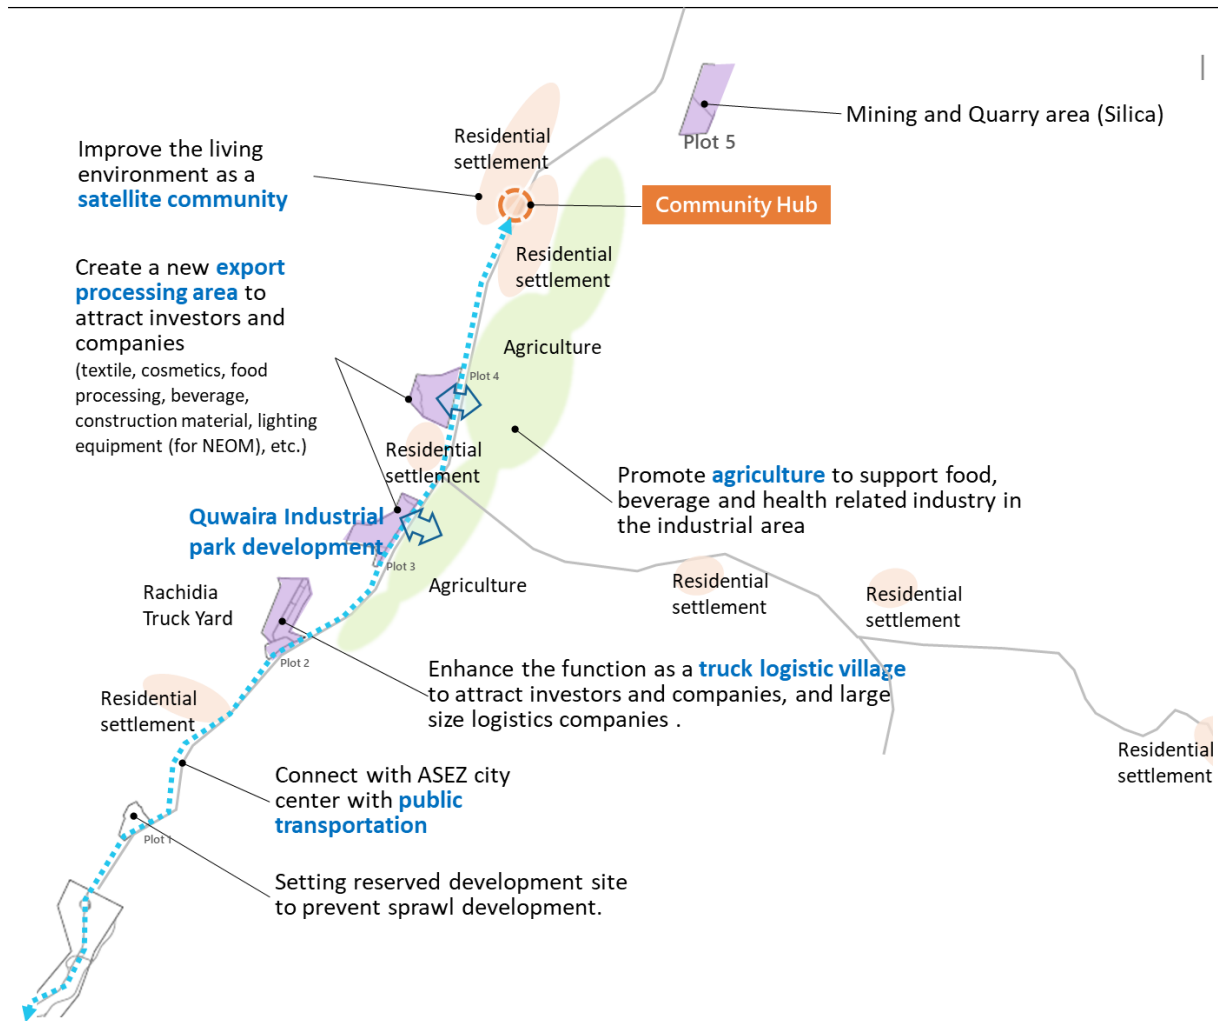 Mining and Quarry area (Silica)
Plot 5
Residential
settlement
Improve the living
environment as a
satellite community
Community Hub
Residential
settlement
Create a new export
processing area to
attract investors and
companies
(textile, cosmetics, food
processing, beverage,
construction material, lighting
equipment (for NEOM), etc.)
Agriculture
Plot 4
Residential
settlement
Promote agriculture to support food,
beverage and health related industry in
the industrial area
Quwaira Industrial
park development
Plot 3
Agriculture
Residential
settlement
Residential
settlement
Rachidia
Truck Yard
Plot 2
Enhance the function as a truck logistic village
to attract investors and companies, and large
size logistics companies .
Residential
settlement
Residential
settlement
Connect with ASEZ city
center with public
transportation
Plot 1
Setting reserved development site
to prevent sprawl development.